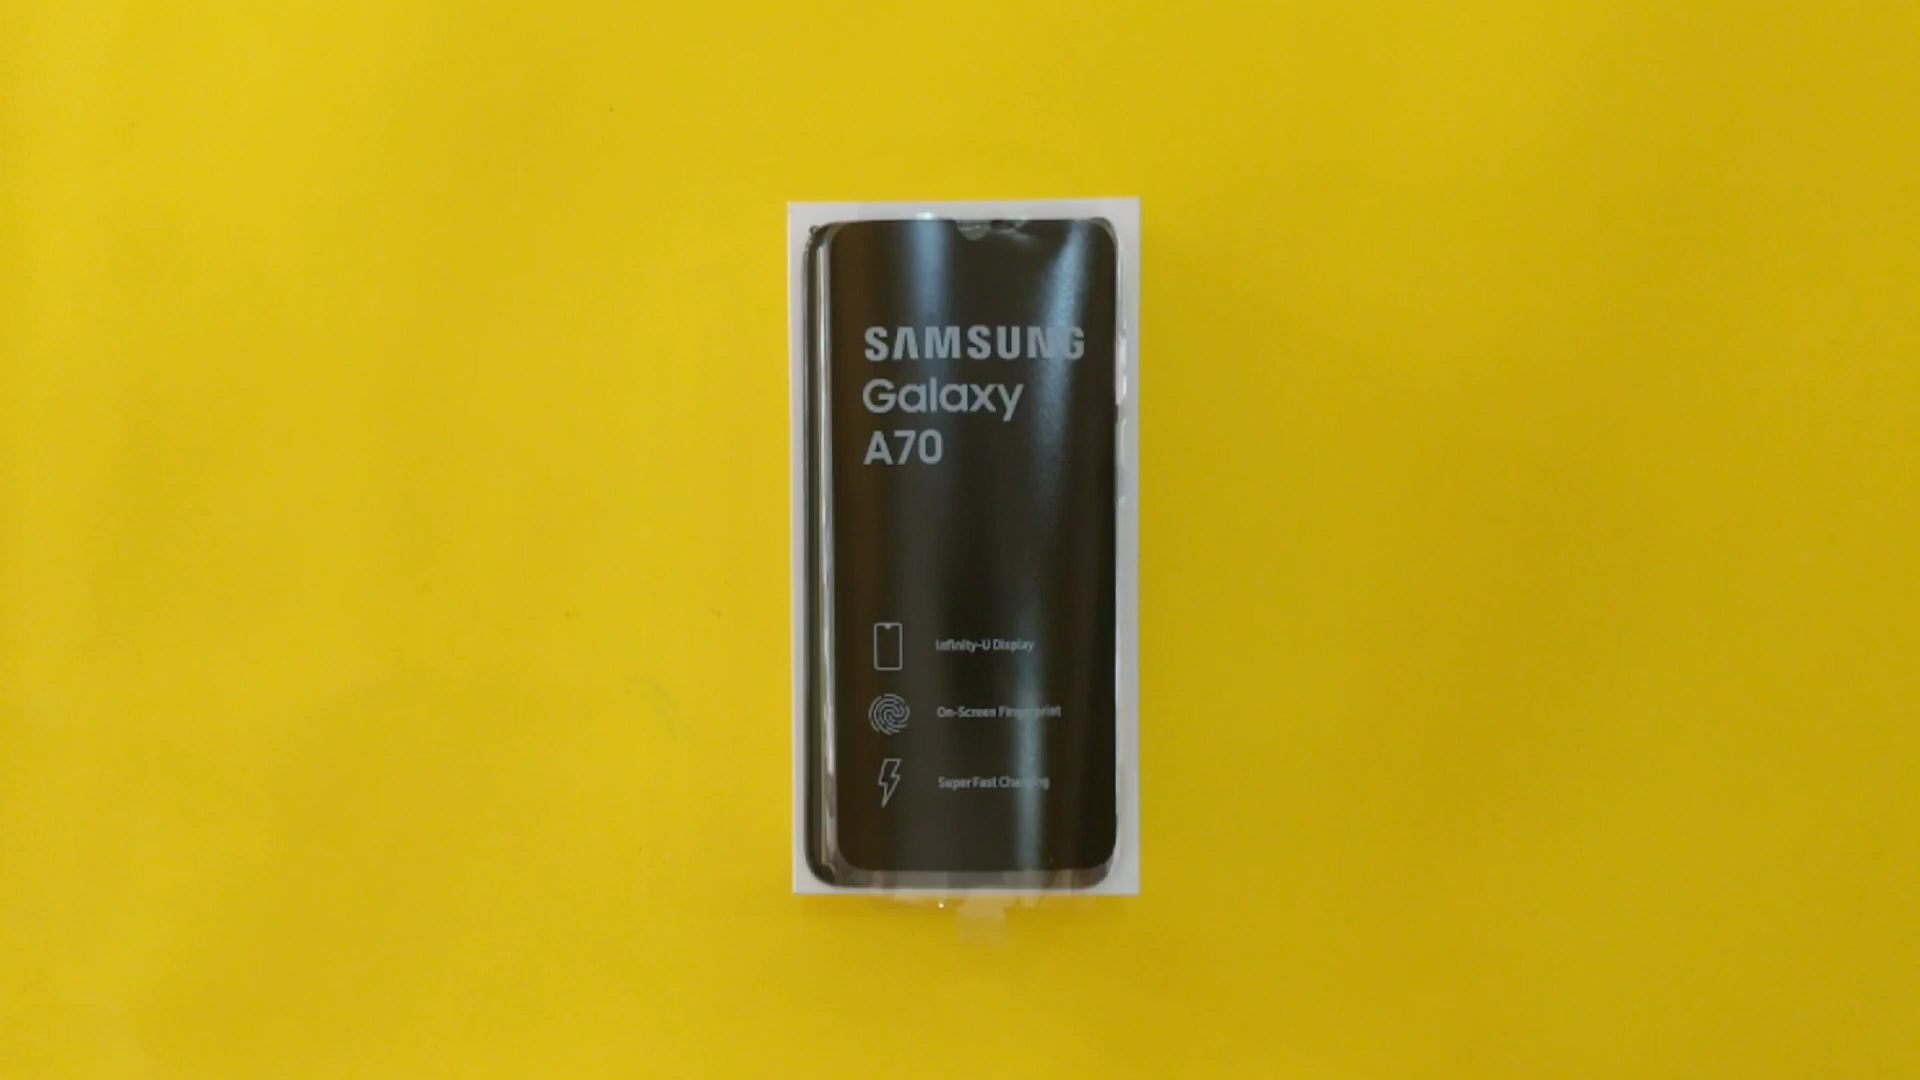 SAMSUNG
Galaxy
A70
Infinity-U Display
On-Screen Fingerprint
Super Fast Charging